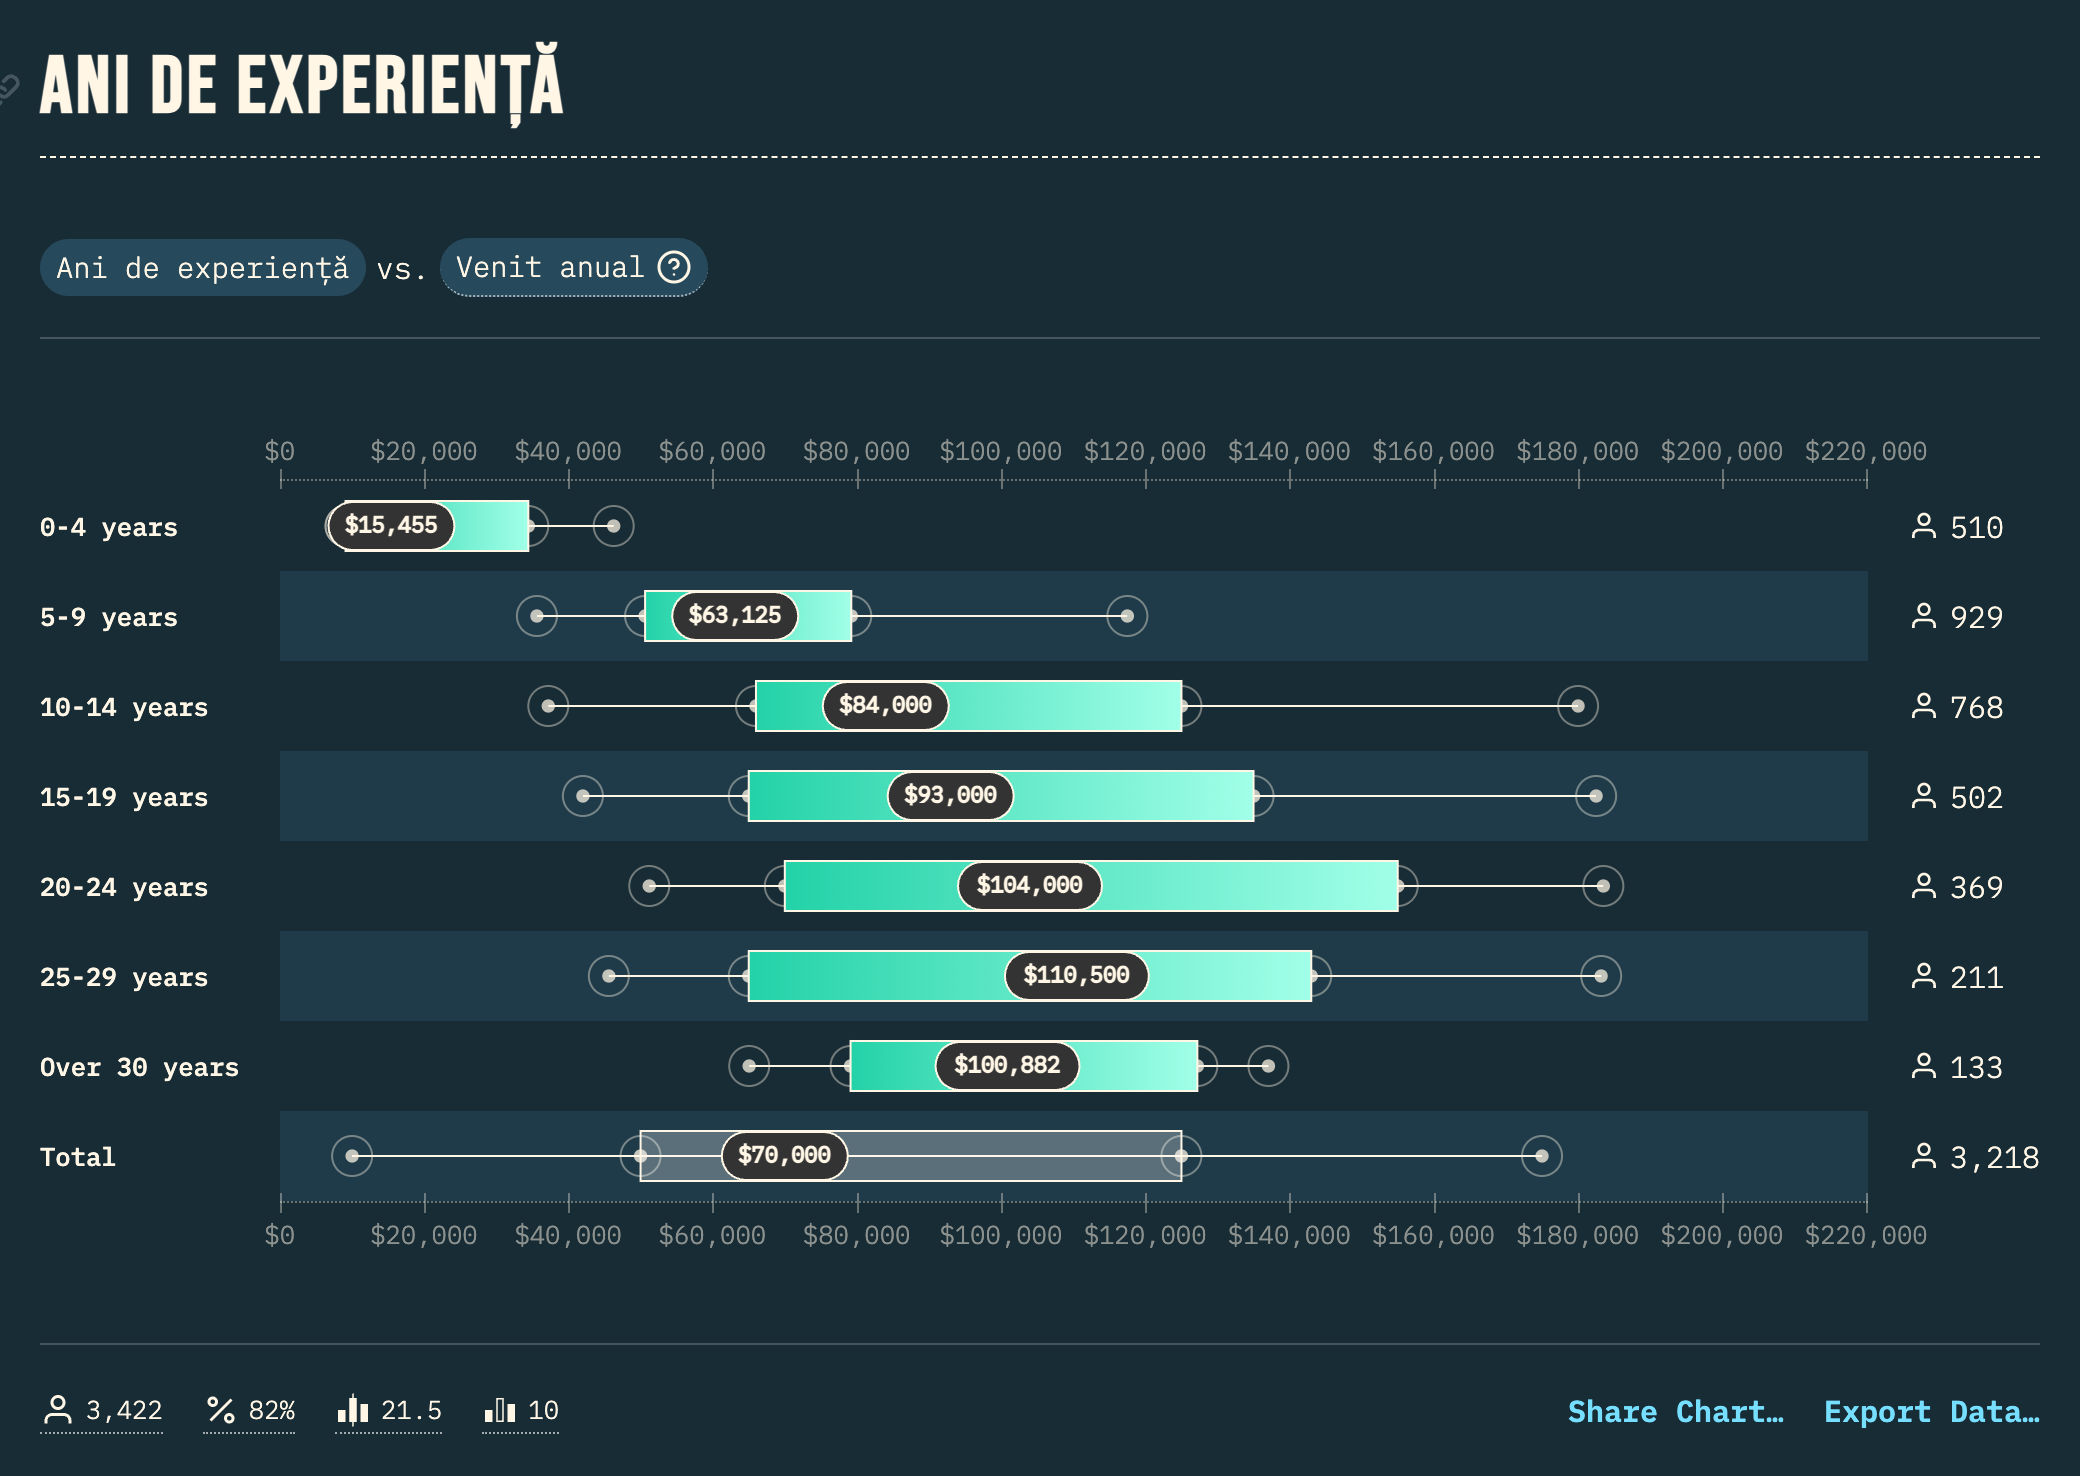 ANI DE EXPERIENȚĂ
Ani de experiență vs. Venit anual ?
$0 $20,000 $40,000 $60,000 $80,000 $100,000 $120,000 $140,000 $160,000 $180,000 $200,000 $220,000
0-4 years $15,455 510
5-9 years $63,125 929
10-14 years $84,000 768
15-19 years $93,000 502
20-24 years $104,000 369
25-29 years $110,500 211
Over 30 years $100,882 133
Total $70,000 3,218
$0 $20,000 $40,000 $60,000 $80,000 $100,000 $120,000 $140,000 $160,000 $180,000 $200,000 $220,000
3,422 82% 21.5 10 Share Chart… Export Data…